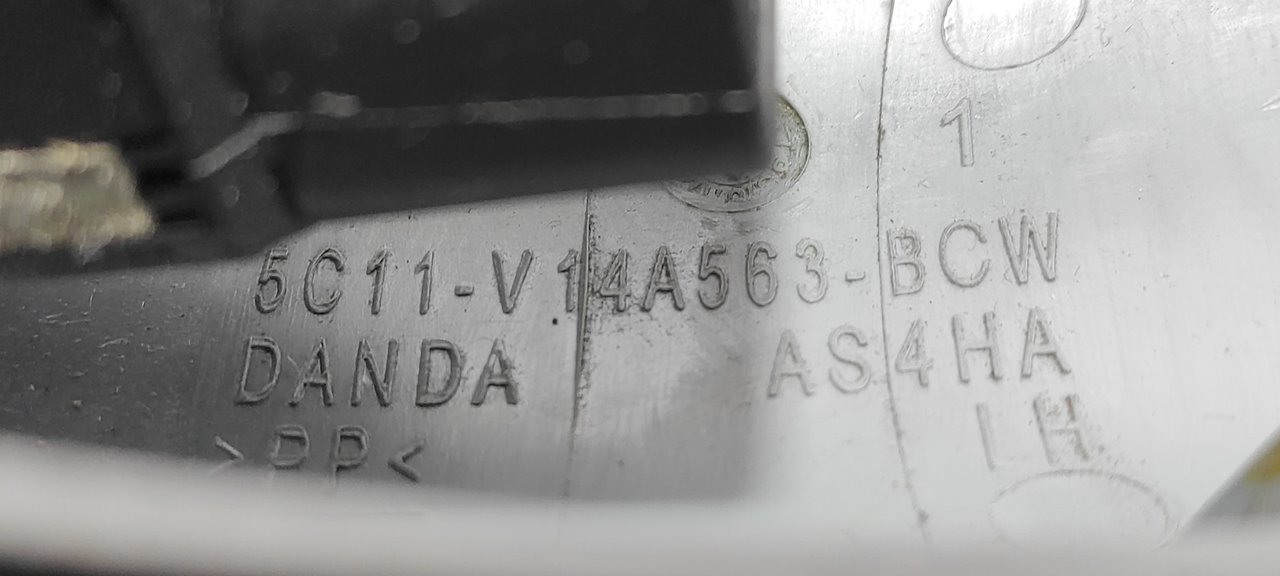 1
5C11-V14A563-BCW
DANDA AS4HA
>PP< LH